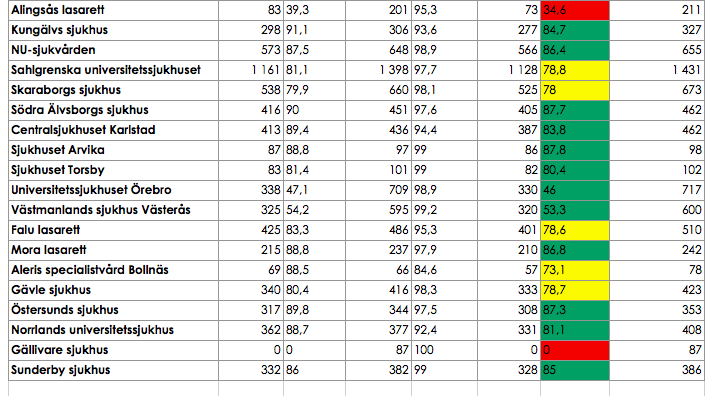 Alingsås lasarett 83 39,3 201 95,3 73 34,6 211
Kungälvs sjukhus 298 91,1 306 93,6 277 84,7 327
NU-sjukvården 573 87,5 648 98,9 566 86,4 655
Sahlgrenska universitetssjukhuset 1 161 81,1 1 398 97,7 1 128 78,8 1 431
Skaraborgs sjukhus 538 79,9 660 98,1 525 78 673
Södra Älvsborgs sjukhus 416 90 451 97,6 405 87,7 462
Centralsjukhuset Karlstad 413 89,4 436 94,4 387 83,8 462
Sjukhuset Arvika 87 88,8 97 99 86 87,8 98
Sjukhuset Torsby 83 81,4 101 99 82 80,4 102
Universitetssjukhuset Örebro 338 47,1 709 98,9 330 46 717
Västmanlands sjukhus Västerås 325 54,2 595 99,2 320 53,3 600
Falu lasarett 425 83,3 486 95,3 401 78,6 510
Mora lasarett 215 88,8 237 97,9 210 86,8 242
Aleris specialistvård Bollnäs 69 88,5 66 84,6 57 73,1 78
Gävle sjukhus 340 80,4 416 98,3 333 78,7 423
Östersunds sjukhus 317 89,8 344 97,5 308 87,3 353
Norrlands universitetssjukhus 362 88,7 377 92,4 331 81,1 408
Gällivare sjukhus 0 0 87 100 0 0 87
Sunderby sjukhus 332 86 382 99 328 85 386